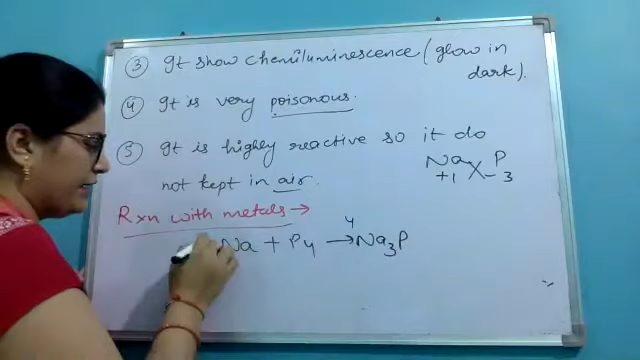 ③ It show chemiluminescence (glow in
dark).
④ It is very poisonous.
⑤ It is highly reactive so it do
not kept in air.
Na P
+1 -3
Rxn with metals →
Na + P4 → 4 Na3P